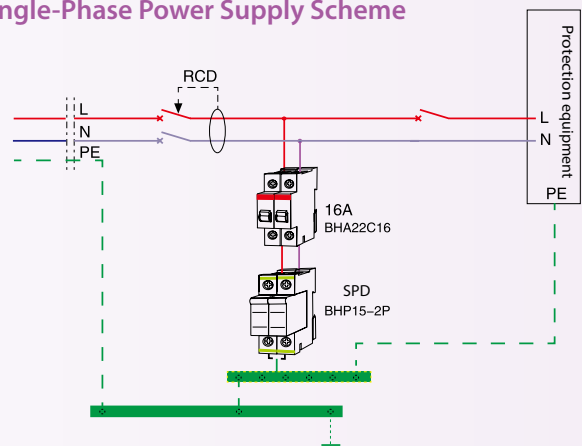 ngle-Phase Power Supply Scheme
RCD
L
N
PE
L
N
PE
Protection equipment
16A
BHA22C16
SPD
BHP15-2P